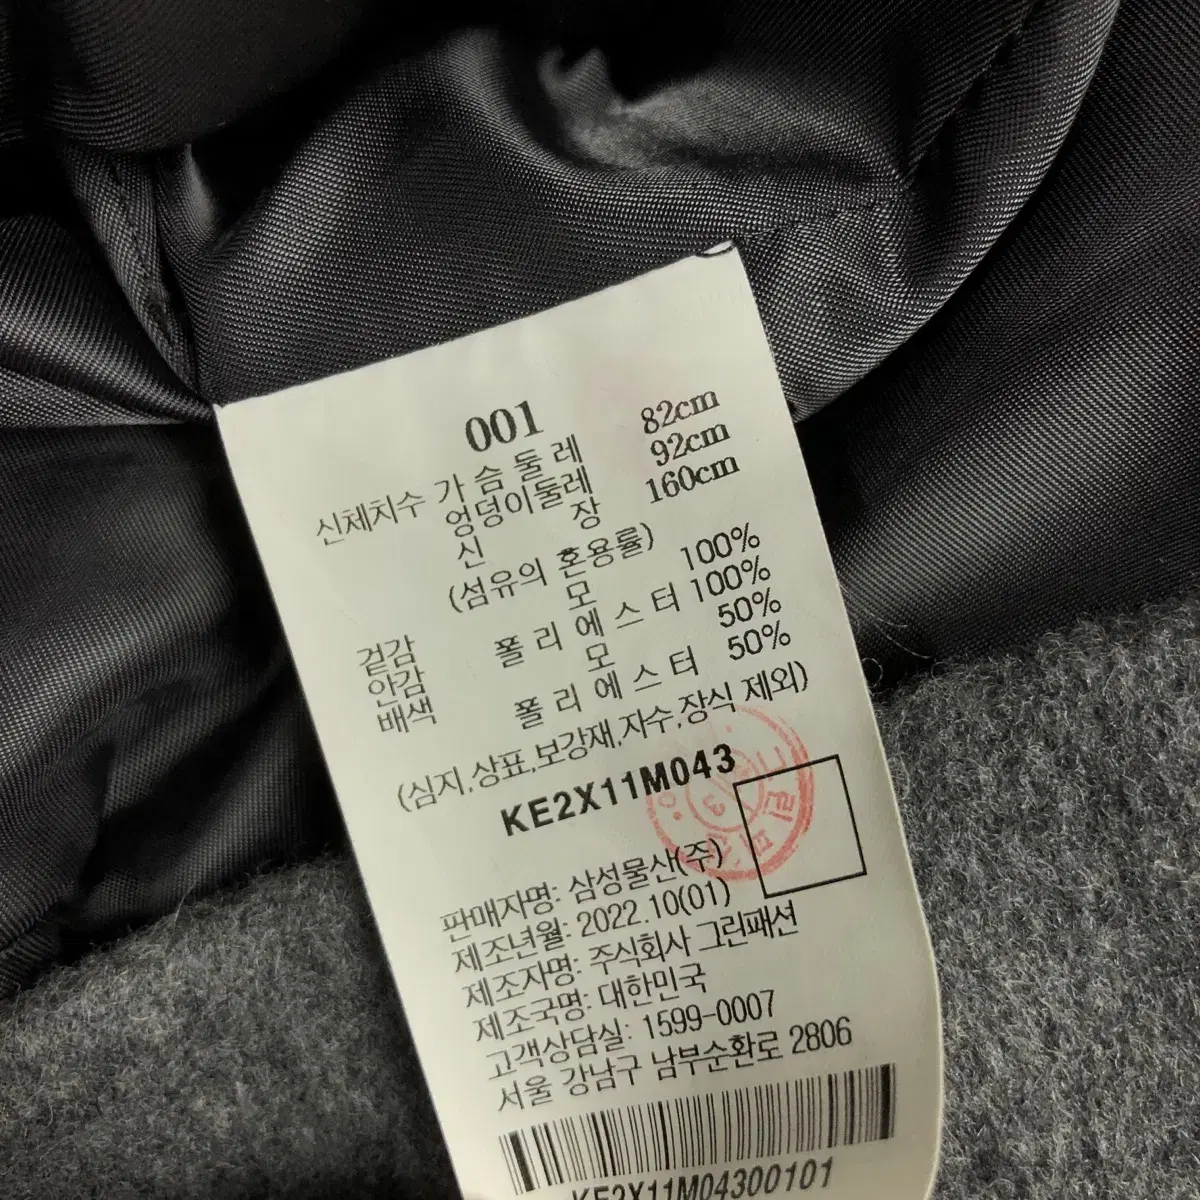 001
신체치수 가슴둘레 82cm
엉덩이둘레 92cm
신 장 160cm
(섬유의 혼용률)
겉감 모 100%
안감 폴리에스터 100%
배색 모 50%
폴리에스터 50%
(심지,상표,보강재,자수,장식 제외)
KE2X11M043
판매자명: 삼성물산(주)
제조년월: 2022.10(01)
제조자명: 주식회사 그린패션
제조국명: 대한민국
고객상담실: 1599-0007
서울 강남구 남부순환로 2806
KE2X11M04300101